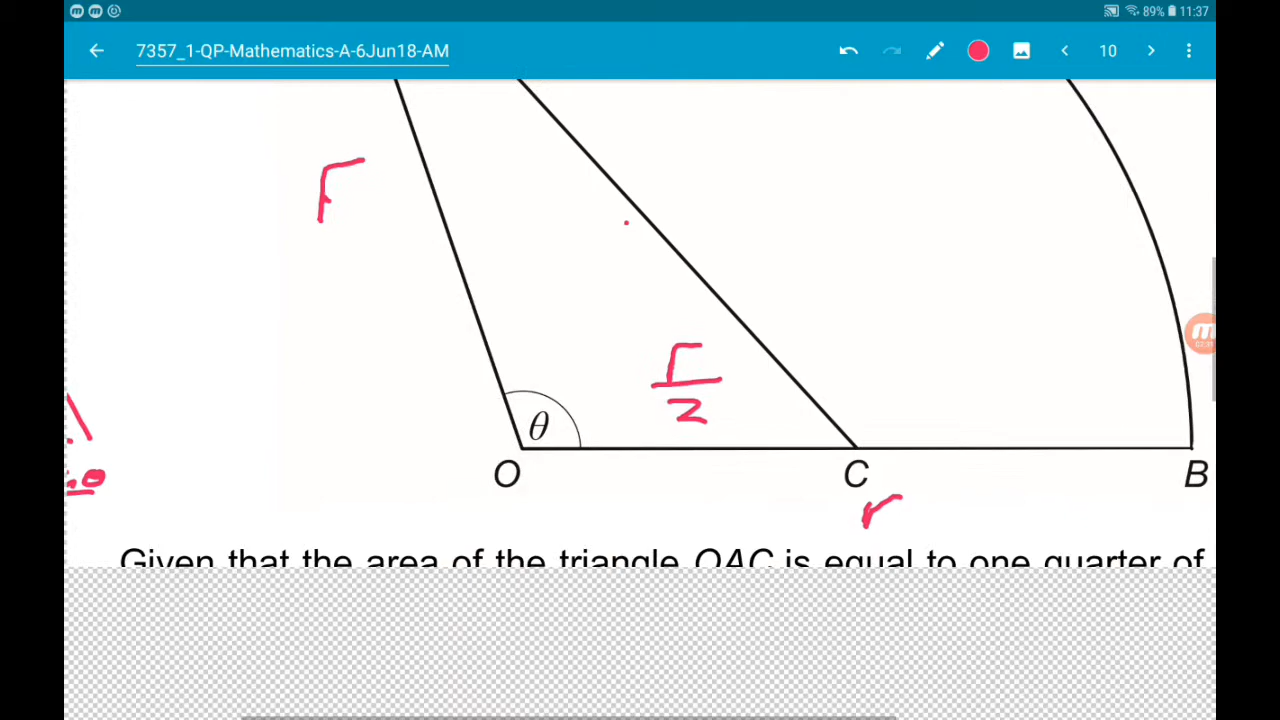 89% 11:37
7357_1-QP-Mathematics-A-6Jun18-AM
10
r
r
2
θ
θ
O
C
B
r
Given that the area of the triangle OAC is equal to one quarter of